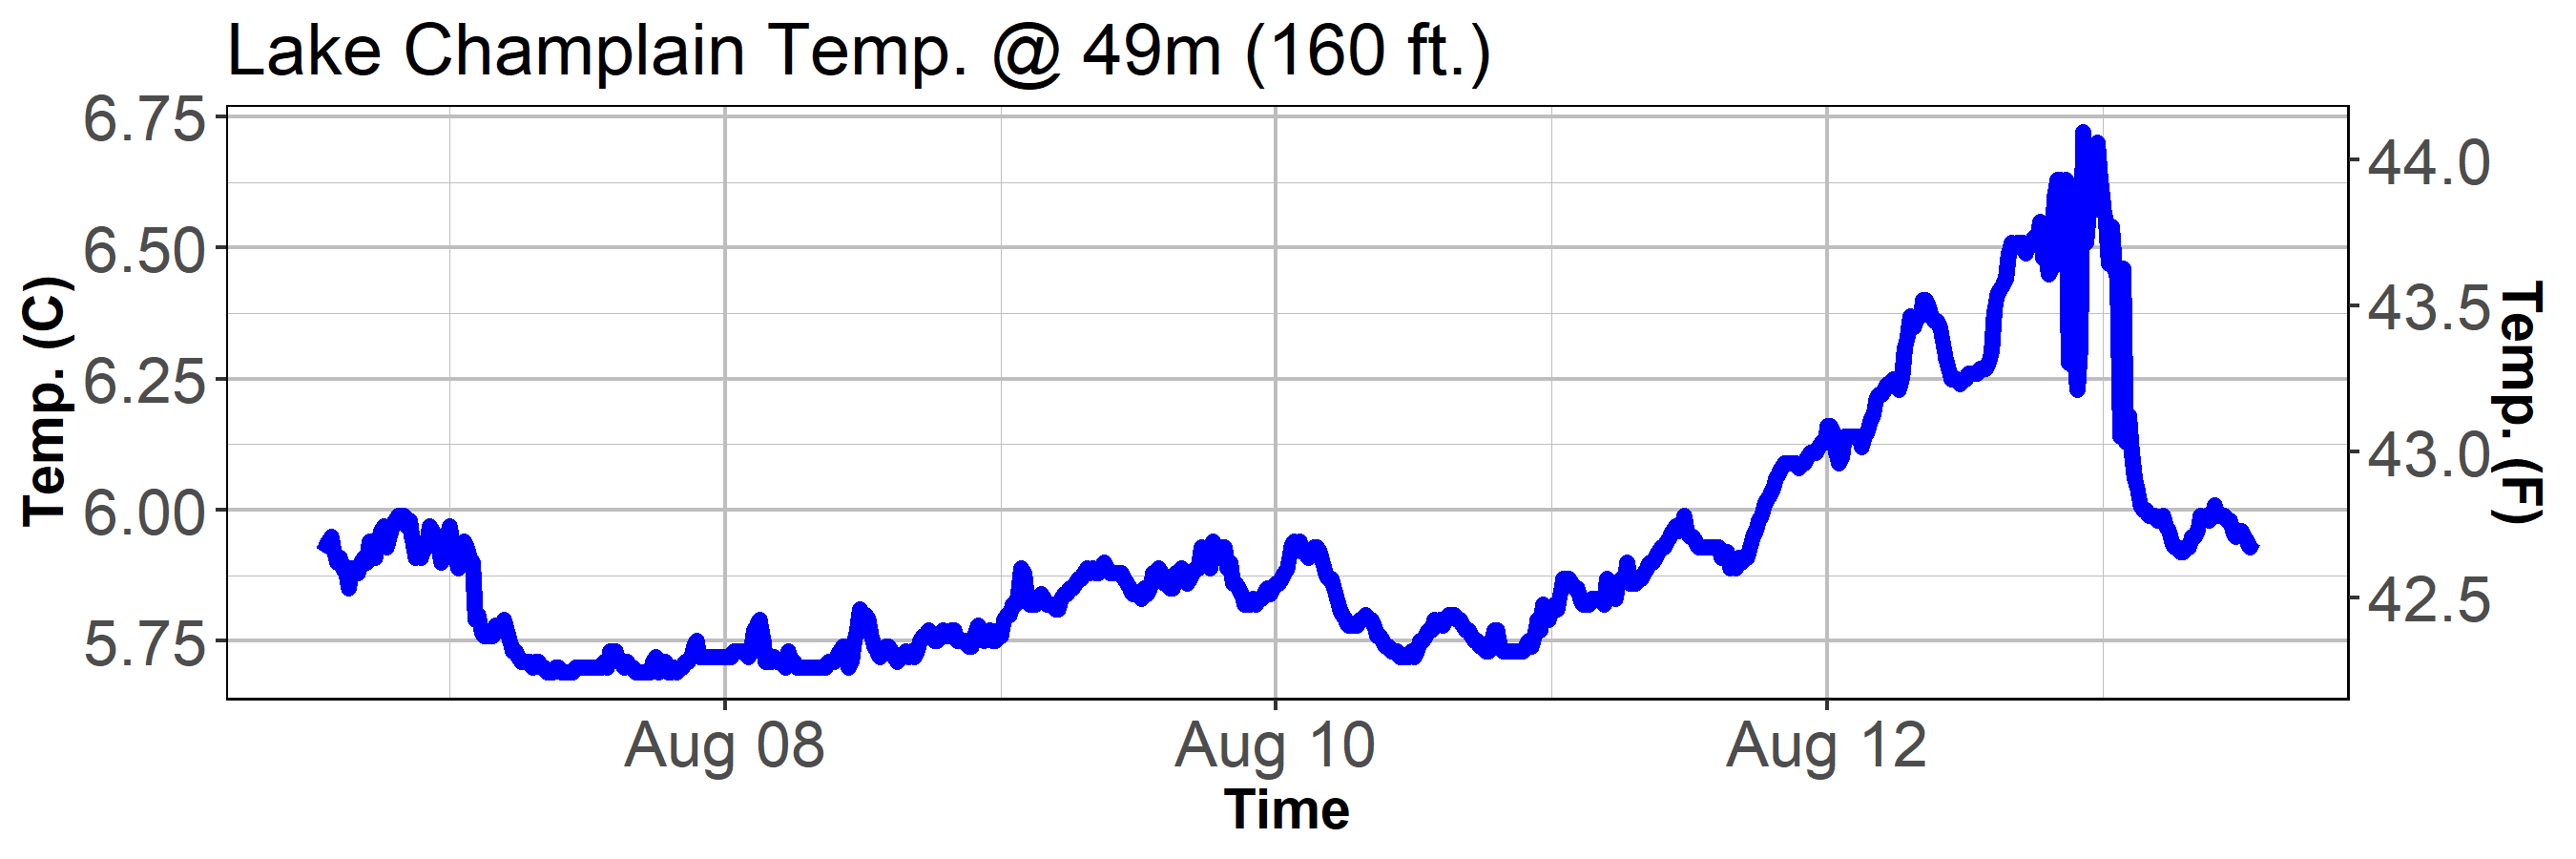 Lake Champlain Temp. @ 49m (160 ft.)
Temp. (C)
6.75
6.50
6.25
6.00
5.75
44.0
43.5
43.0
42.5
Temp. (F)
Aug 08
Aug 10
Aug 12
Time